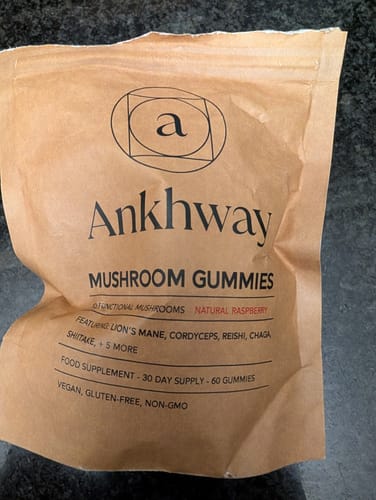 a
Ankhway
MUSHROOM GUMMIES
FUNCTIONAL MUSHROOMS NATURAL RASPBERRY
FEATURING: LION'S MANE, CORDYCEPS, REISHI, CHAGA,
SHIITAKE, + 5 MORE
FOOD SUPPLEMENT - 30 DAY SUPPLY - 60 GUMMIES
VEGAN, GLUTEN-FREE, NON-GMO